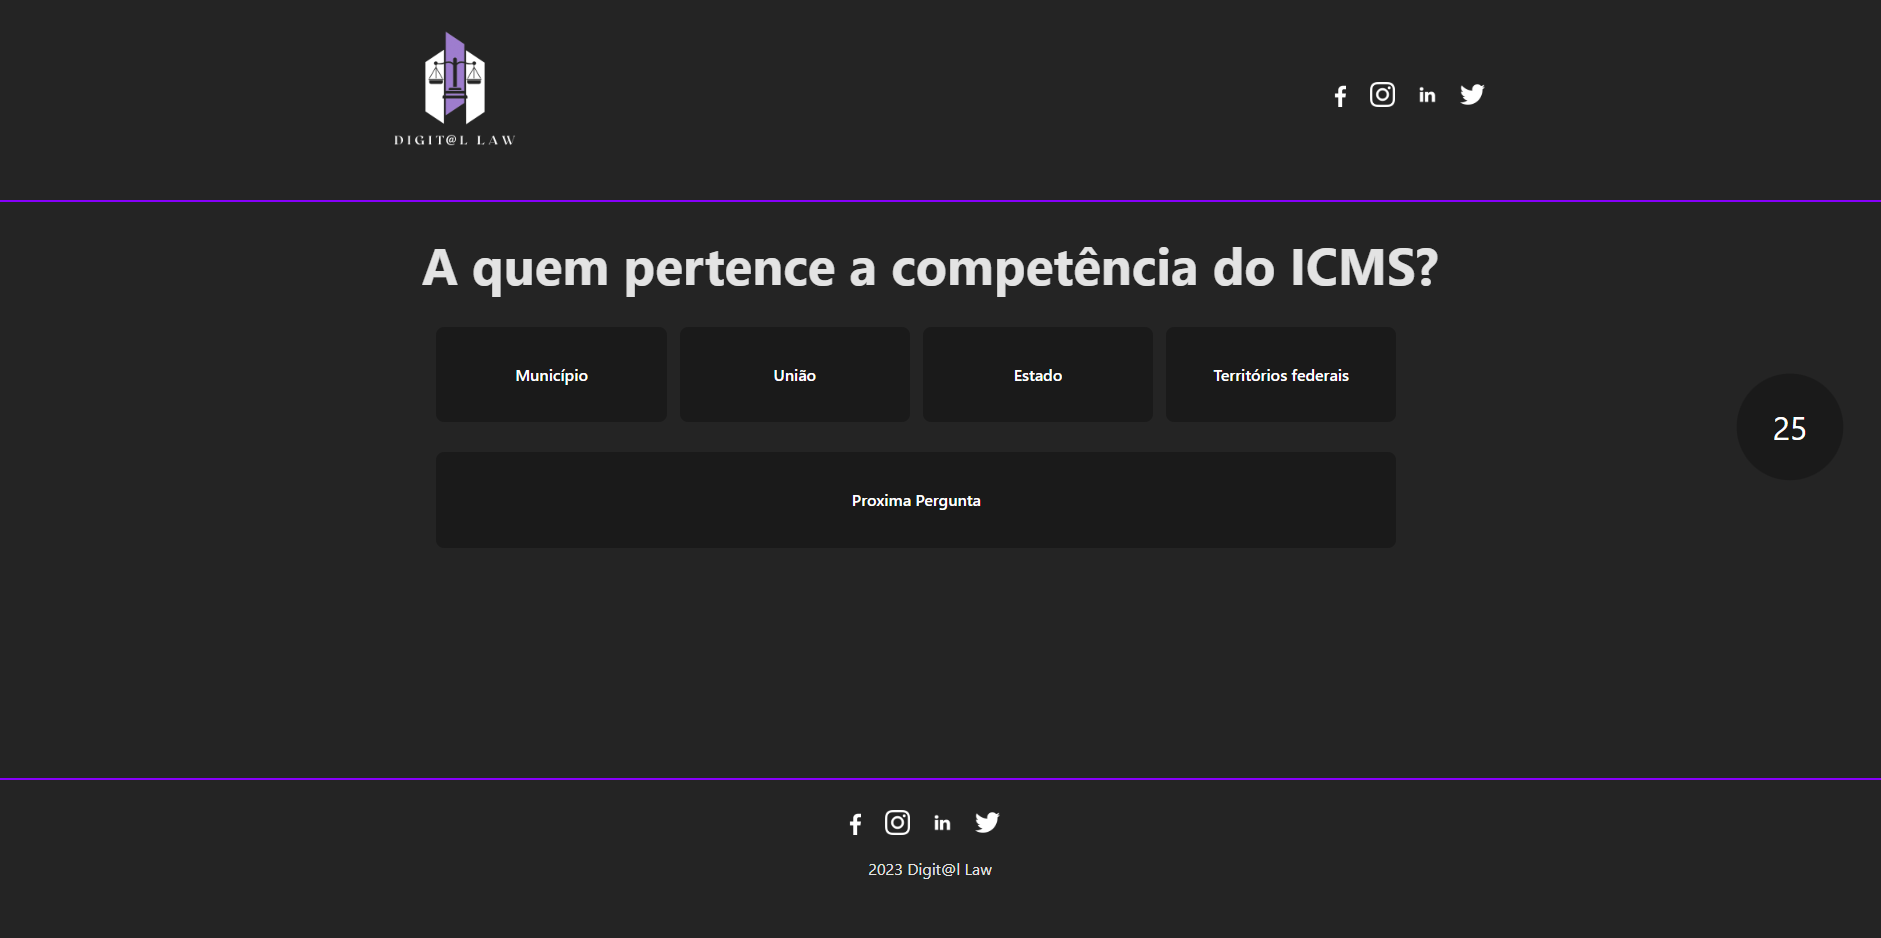 DIGIT@L LAW
A quem pertence a competência do ICMS?
Município
União
Estado
Territórios federais
25
Proxima Pergunta
2023 Digit@l Law